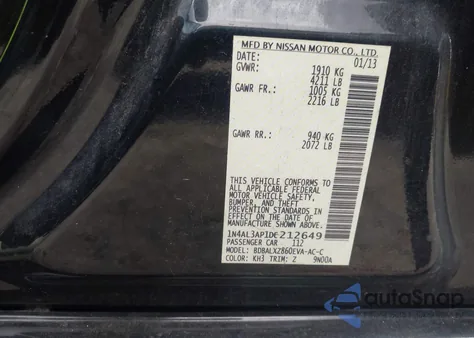 MFD BY NISSAN MOTOR CO., LTD.
DATE: 01/13
GVWR: 1910 KG
4211 LB
GAWR FR.: 1005 KG
2216 LB
GAWR RR.: 940 KG
2072 LB
THIS VEHICLE CONFORMS TO
ALL APPLICABLE FEDERAL
MOTOR VEHICLE SAFETY,
BUMPER, AND THEFT
PREVENTION STANDARDS IN
EFFECT ON THE DATE OF
MANUFACTURE SHOWN ABOVE.
1N4AL3AP1DC212649
PASSENGER CAR 112
MODEL: BDBALXZ860EVA-AC-C
COLOR: KH3 TRIM: Z 9N00A
autoSnap